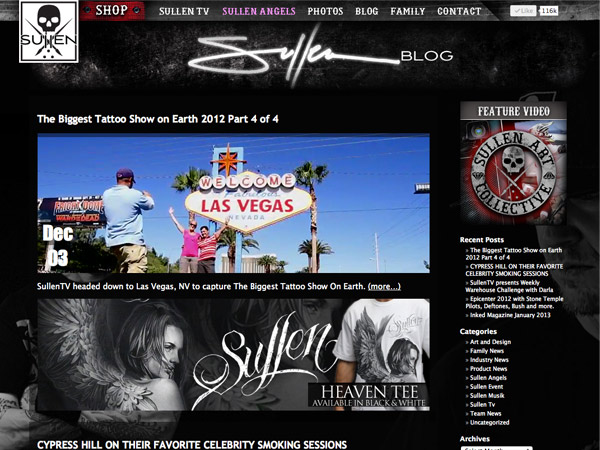 SULLEN
SHOP
SULLEN TV
SULLEN ANGELS
PHOTOS
BLOG
FAMILY
CONTACT
Like
116k
Sullen BLOG
The Biggest Tattoo Show on Earth 2012 Part 4 of 4
WELCOME
TO Fabulous
LAS VEGAS
NEVADA
Dec
03
SullenTV headed down to Las Vegas, NV to capture The Biggest Tattoo Show On Earth. (more...)
Sullen
HEAVEN TEE
AVAILABLE IN BLACK & WHITE
CYPRESS HILL ON THEIR FAVORITE CELEBRITY SMOKING SESSIONS
FEATURE VIDEO
SULLEN ART
COLLECTIVE
Recent Posts
» The Biggest Tattoo Show on Earth
2012 Part 4 of 4
» CYPRESS HILL ON THEIR FAVORITE
CELEBRITY SMOKING SESSIONS
» SullenTV presents Weekly
Warehouse Challenge with Darla
» Epicenter 2012 with Stone Temple
Pilots, Deftones, Bush and more.
» Inked Magazine January 2013
Categories
» Art and Design
» Family News
» Industry News
» Product News
» Sullen Angels
» Sullen Event
» Sullen Musik
» Sullen Tv
» Team News
» Uncategorized
Archives
Select Month